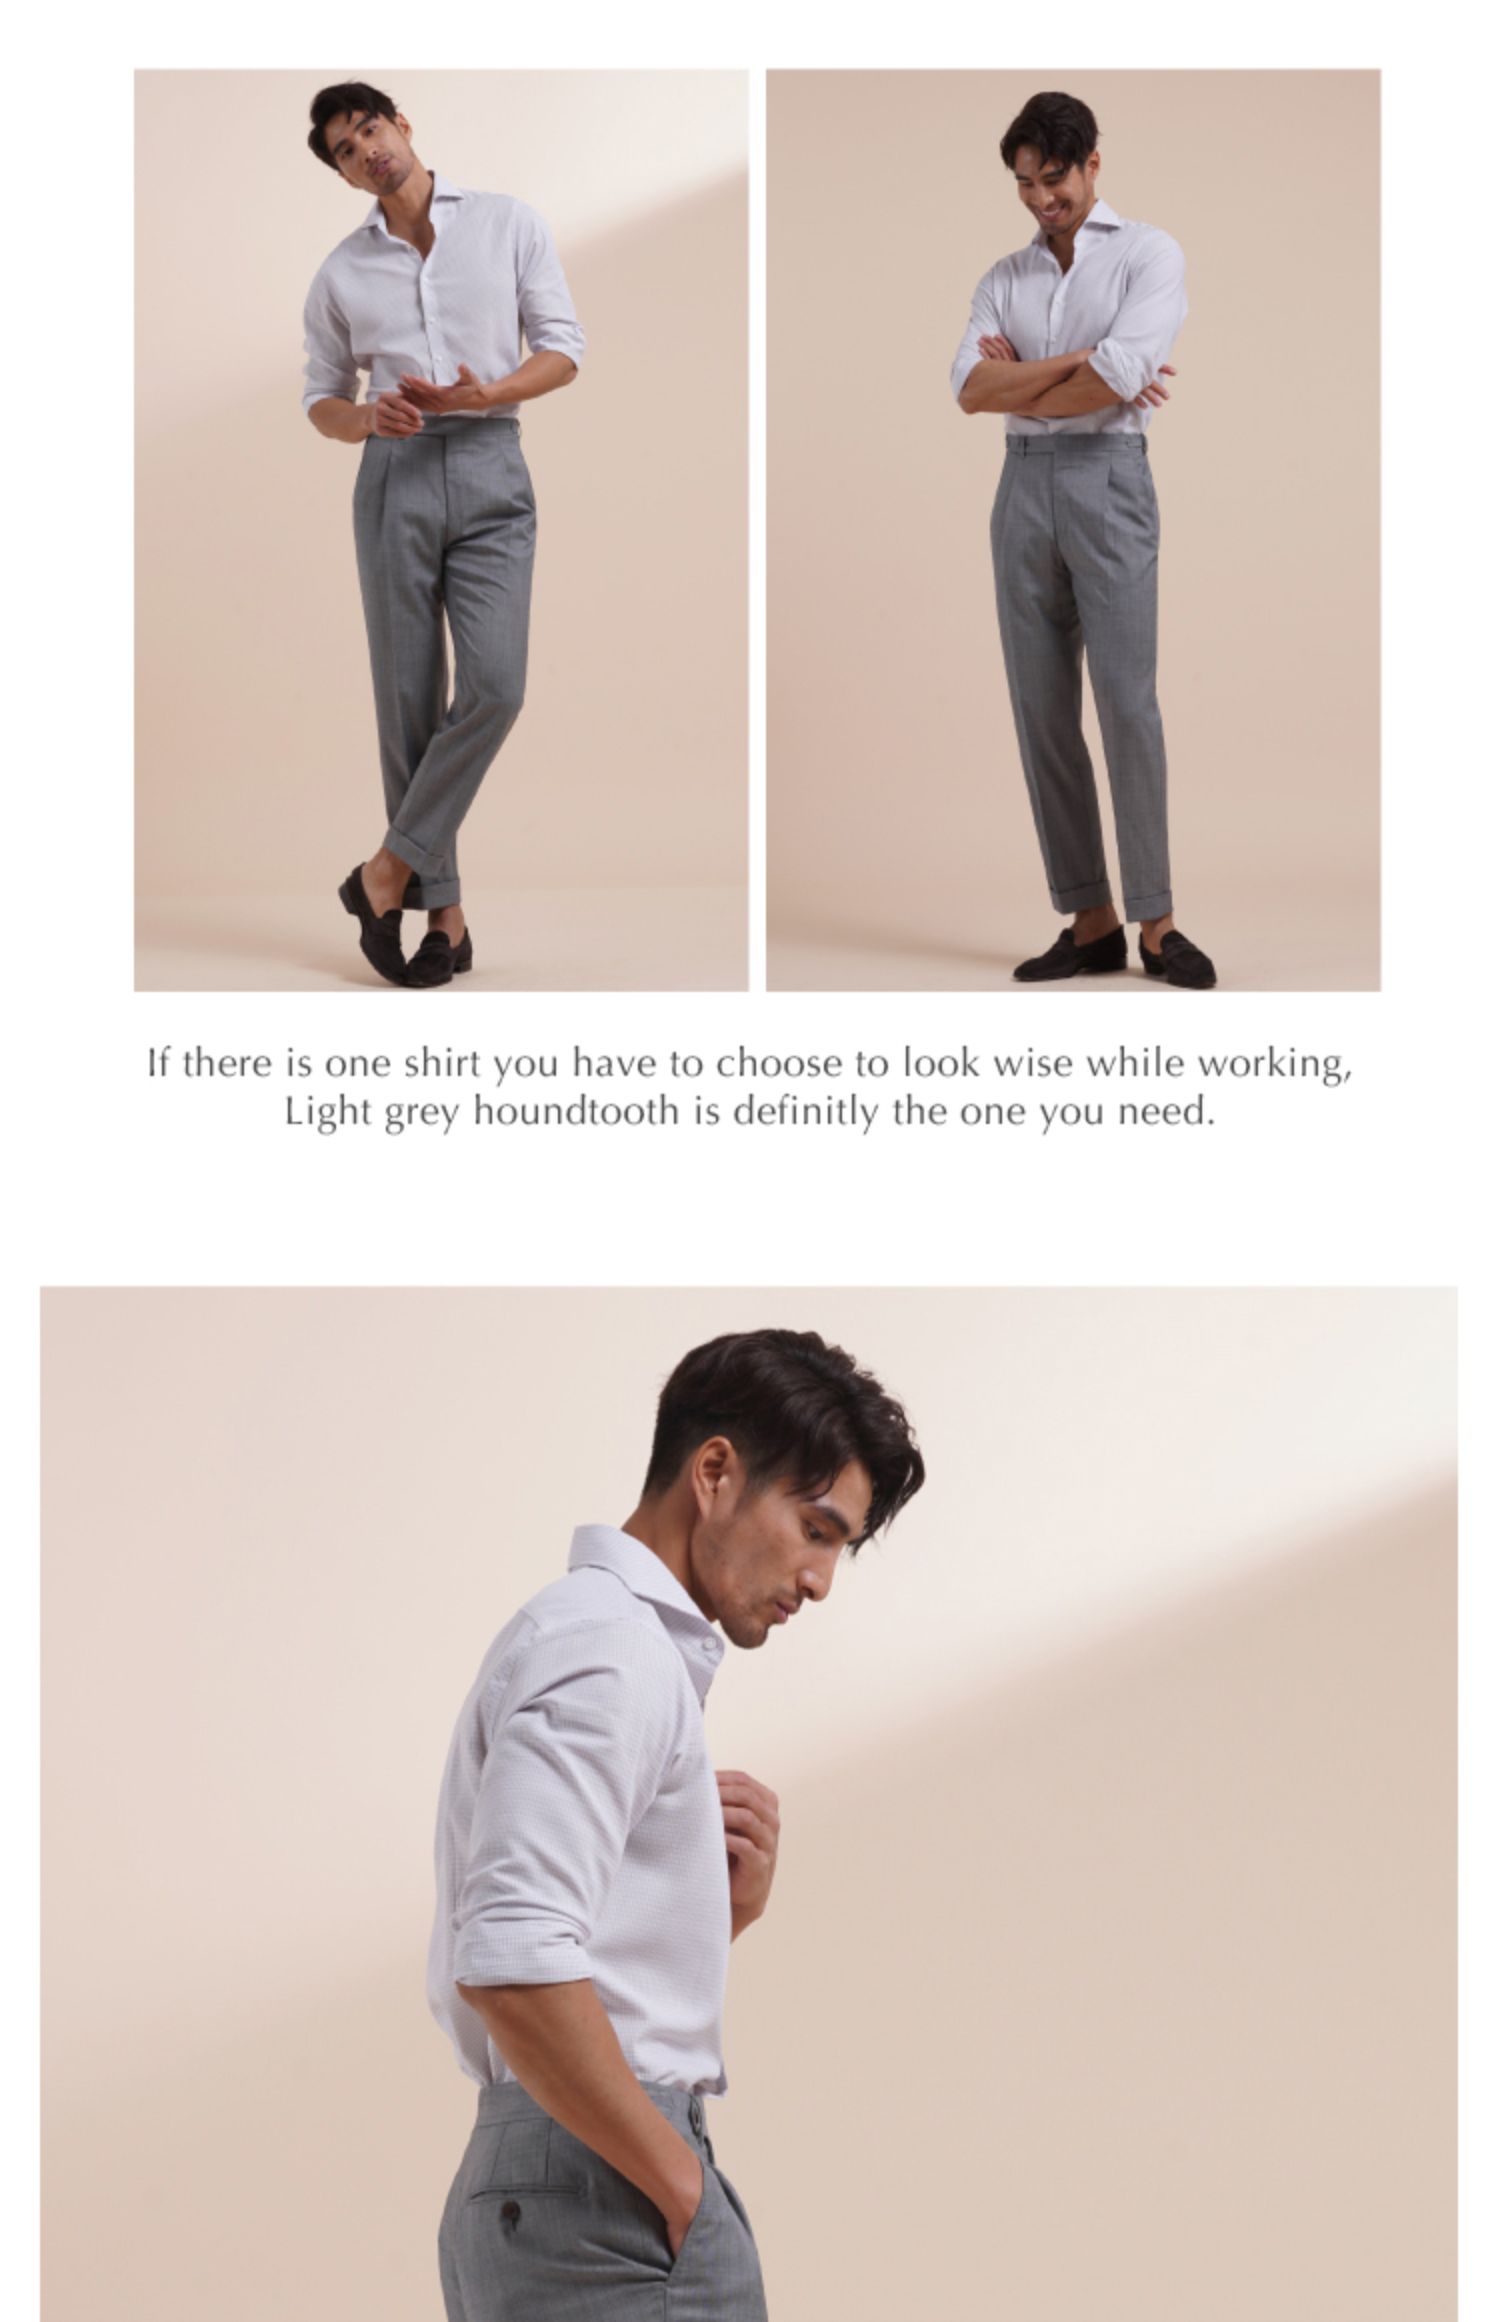 If there is one shirt you have to choose to look wise while working,
Light grey houndtooth is definitly the one you need.